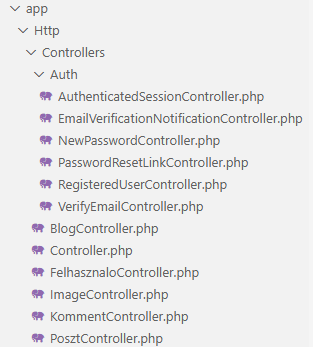 app
Http
Controllers
Auth
AuthenticatedSessionController.php
EmailVerificationNotificationController.php
NewPasswordController.php
PasswordResetLinkController.php
RegisteredUserController.php
VerifyEmailController.php
BlogController.php
Controller.php
FelhasznaloController.php
ImageController.php
KommentController.php
PosztController.php